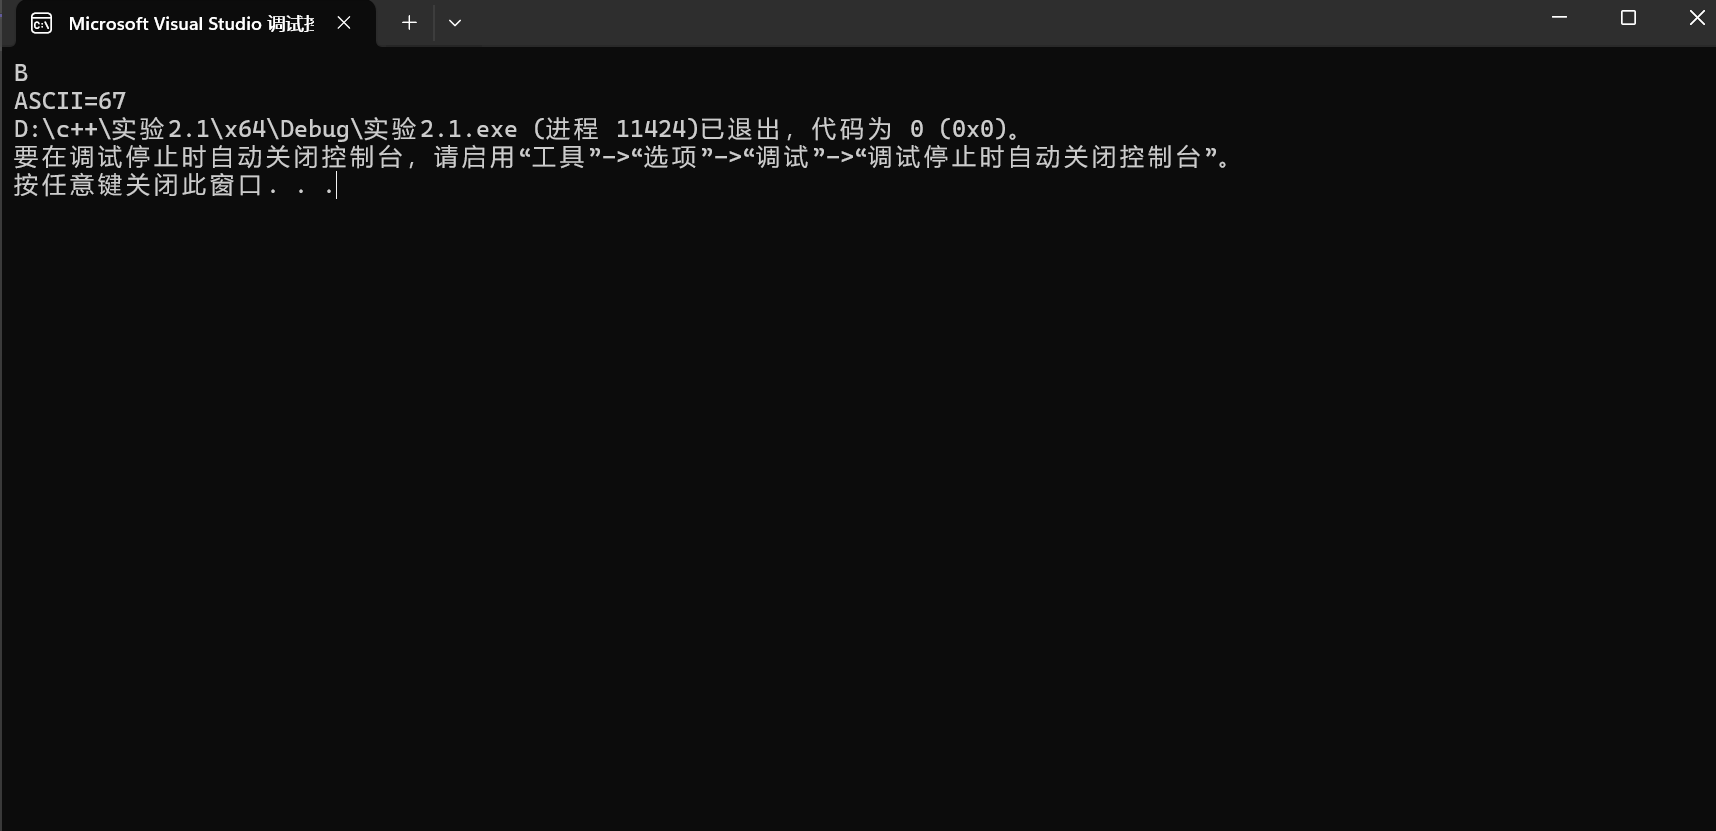 Microsoft Visual Studio 调试
B
ASCII=67
D:\c++\实验2.1\x64\Debug\实验2.1.exe (进程 11424)已退出，代码为 0 (0x0)。
要在调试停止时自动关闭控制台，请启用“工具”->“选项”->“调试”->“调试停止时自动关闭控制台”。
按任意键关闭此窗口. . .